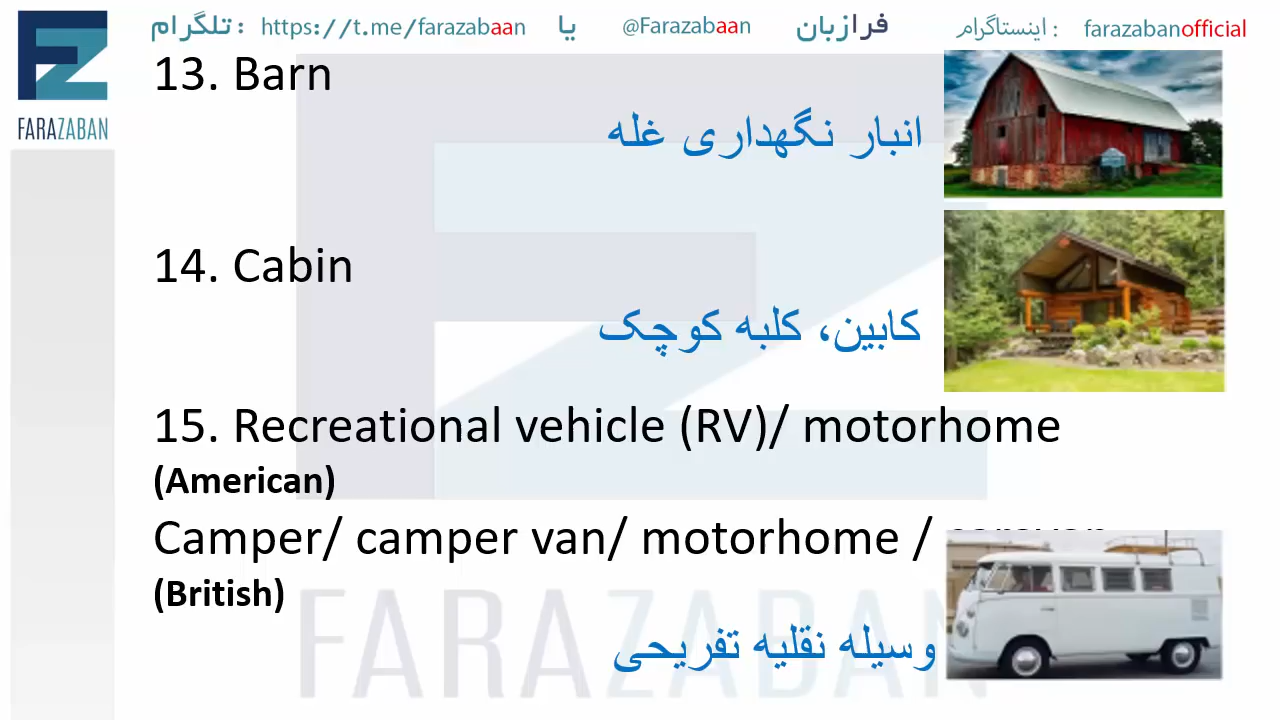 تلگرام : https://t.me/farazabaan یا @Farazabaan فرازبان اینستاگرام : farazabanofficial
FZ
FARAZABAN
13. Barn
انبار نگهداری غله
14. Cabin
کابین، کلبه کوچک
15. Recreational vehicle (RV)/ motorhome
(American)
Camper/ camper van/ motorhome /
(British)
وسیله نقلیه تفریحی
FARAZABAN